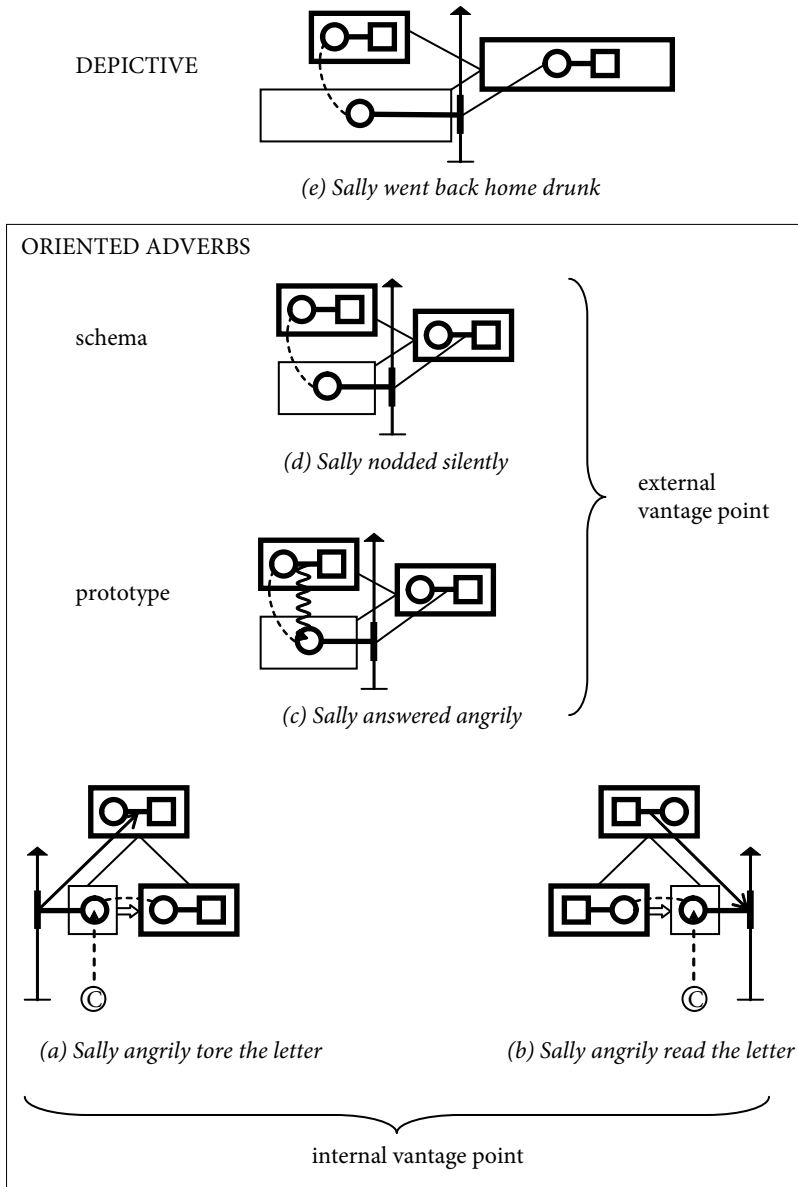 DEPICTIVE
(e) Sally went back home drunk
ORIENTED ADVERBS
schema
(d) Sally nodded silently
external
vantage point
prototype
(c) Sally answered angrily
C
C
(a) Sally angrily tore the letter
(b) Sally angrily read the letter
internal vantage point